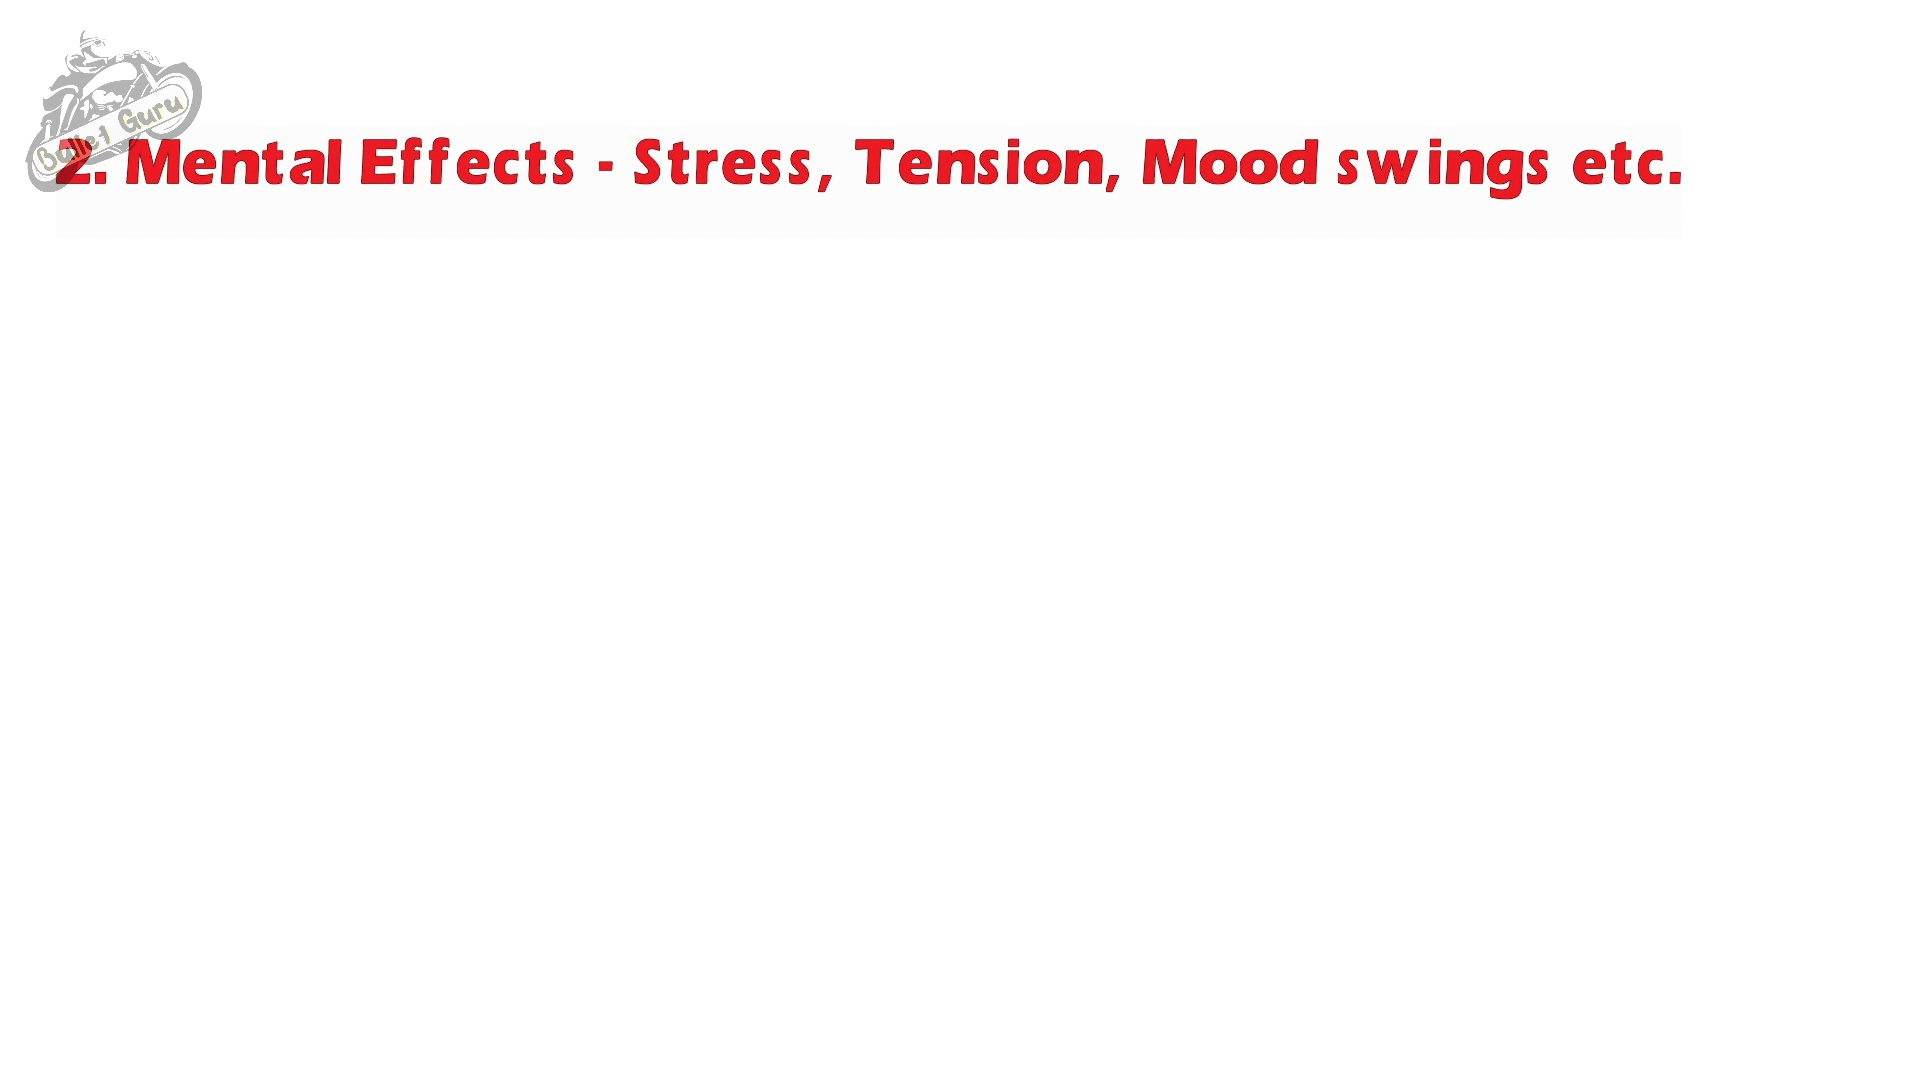 Bullet Guru
2. Mental Effects - Stress, Tension, Mood swings etc.